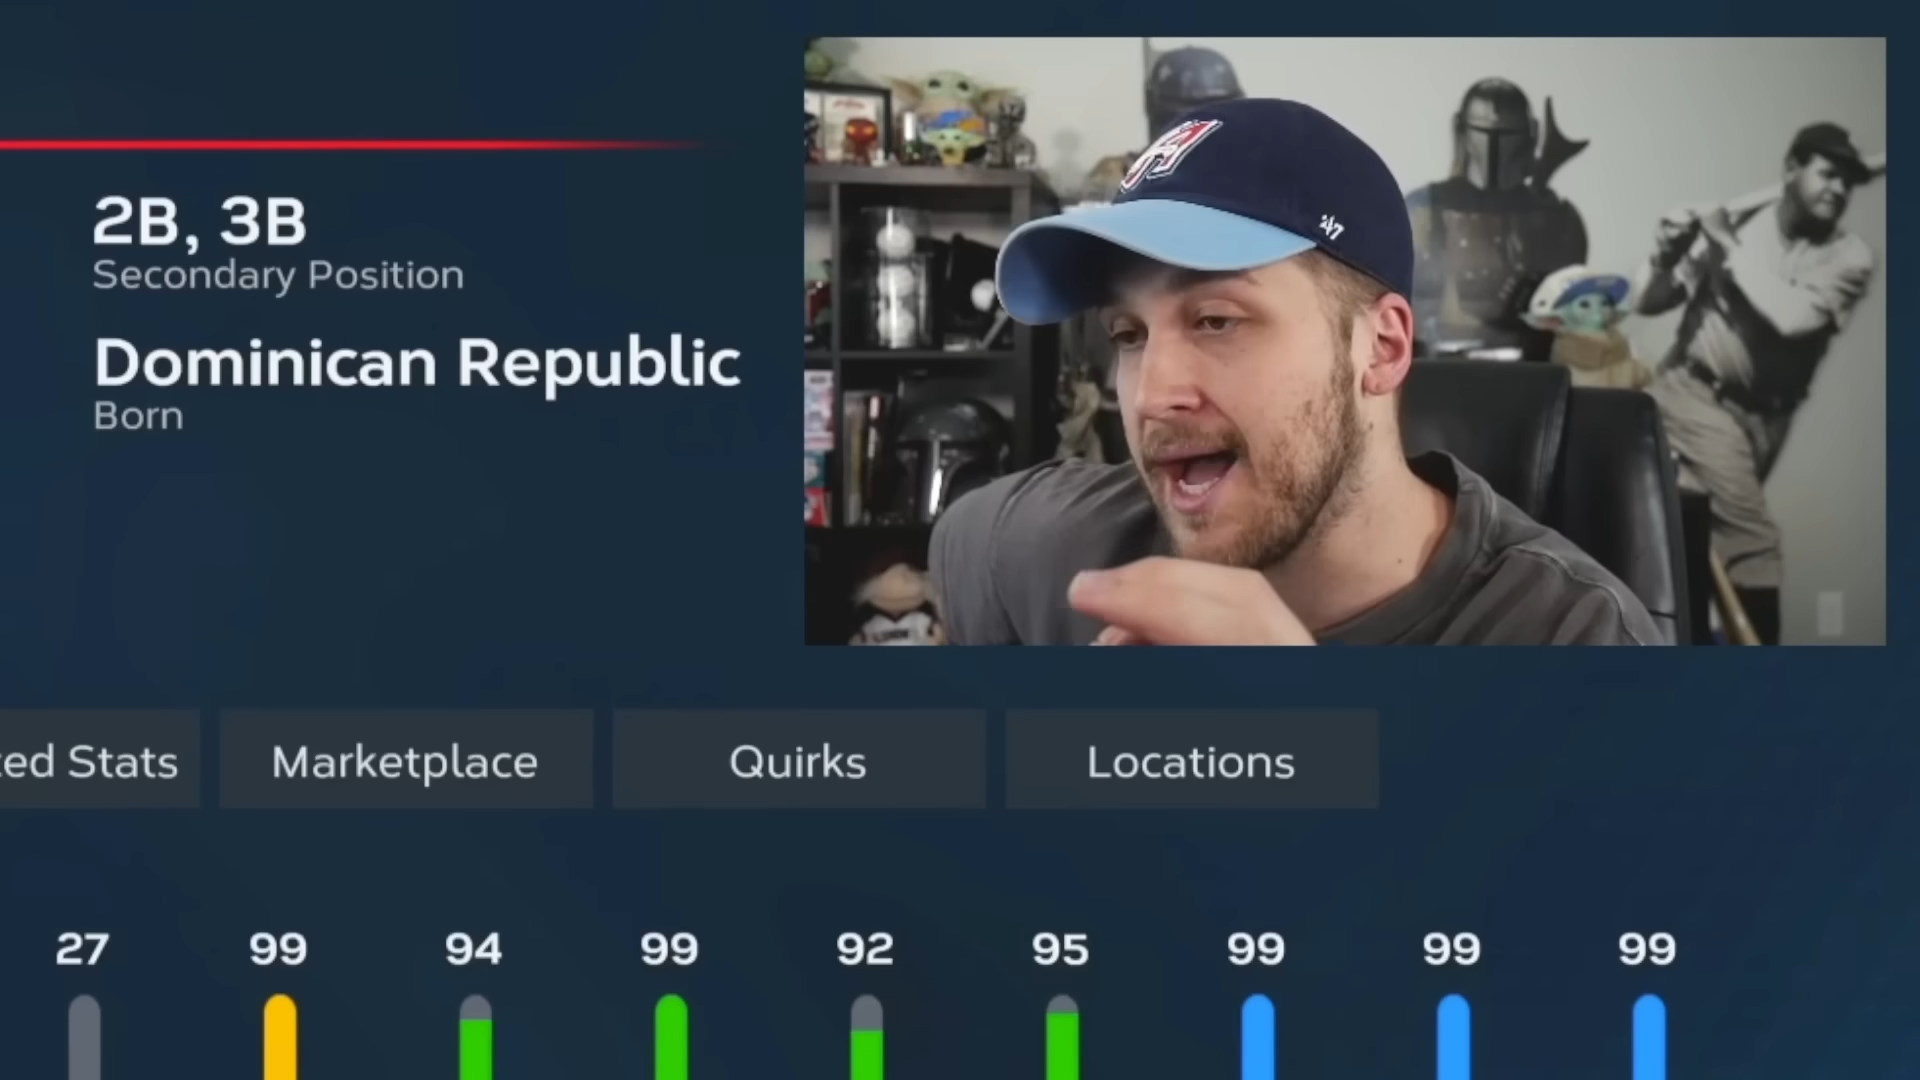 2B, 3B
Secondary Position
Dominican Republic
Born
'47
ed Stats
Marketplace
Quirks
Locations
27
99
94
99
92
95
99
99
99